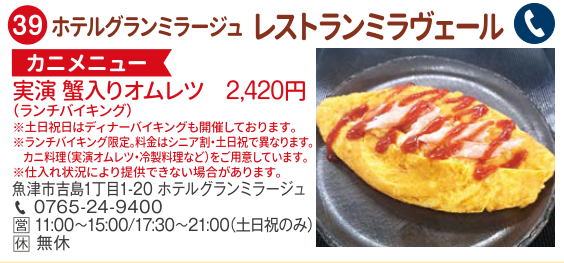 39 ホテルグランミラージュ レストランミラヴェール
カニメニュー
実演 蟹入りオムレツ 2,420円
（ランチバイキング）
※土日祝日はディナーバイキングも開催しております。
※ランチバイキング限定。料金はシニア割・土日祝で異なります。
カニ料理（実演オムレツ・冷製料理など）をご用意しています。
※仕入れ状況により提供できない場合があります。
魚津市吉島1丁目1-20 ホテルグランミラージュ
0765-24-9400
営 11:00～15:00/17:30～21:00（土日祝のみ）
休 無休